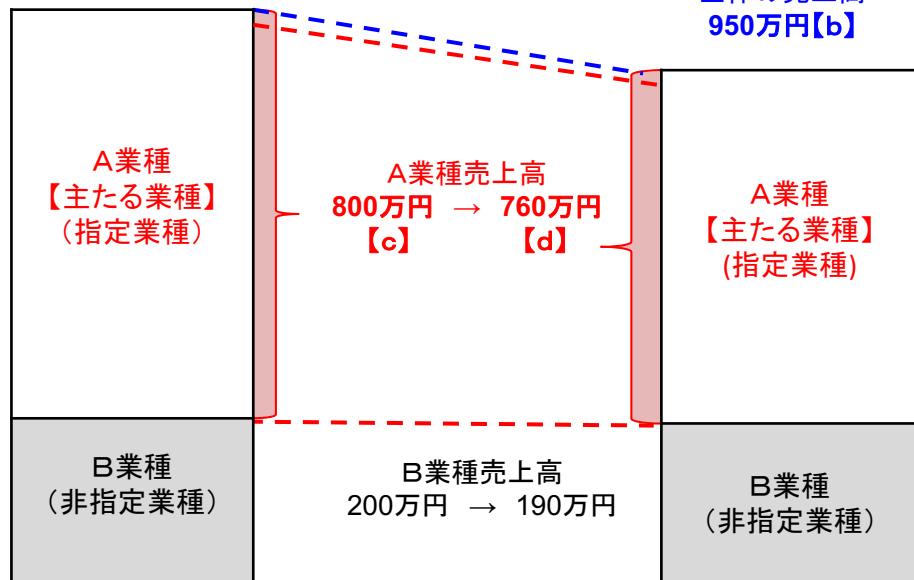 950万円【b】
A業種
【主たる業種】
（指定業種）
A業種売上高
800万円 → 760万円
【c】 【d】
A業種
【主たる業種】
(指定業種)
B業種
（非指定業種）
B業種売上高
200万円 → 190万円
B業種
（非指定業種）